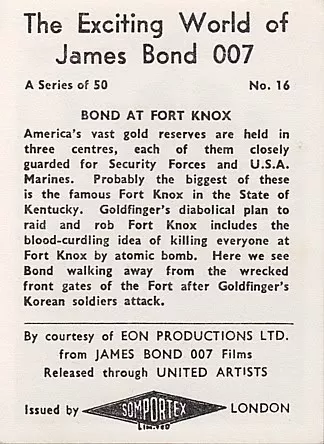 The Exciting World of
James Bond 007
A Series of 50 No. 16
BOND AT FORT KNOX
America's vast gold reserves are held in
three centres, each of them closely
guarded for Security Forces and U.S.A.
Marines. Probably the biggest of these
is the famous Fort Knox in the State of
Kentucky. Goldfinger's diabolical plan to
raid and rob Fort Knox includes the
blood-curdling idea of killing everyone at
Fort Knox by atomic bomb. Here we see
Bond walking away from the wrecked
front gates of the Fort after Goldfinger's
Korean soldiers attack.
By courtesy of EON PRODUCTIONS LTD.
from JAMES BOND 007 Films
Released through UNITED ARTISTS
Issued by SOMPORTEX LONDON
LIMITED